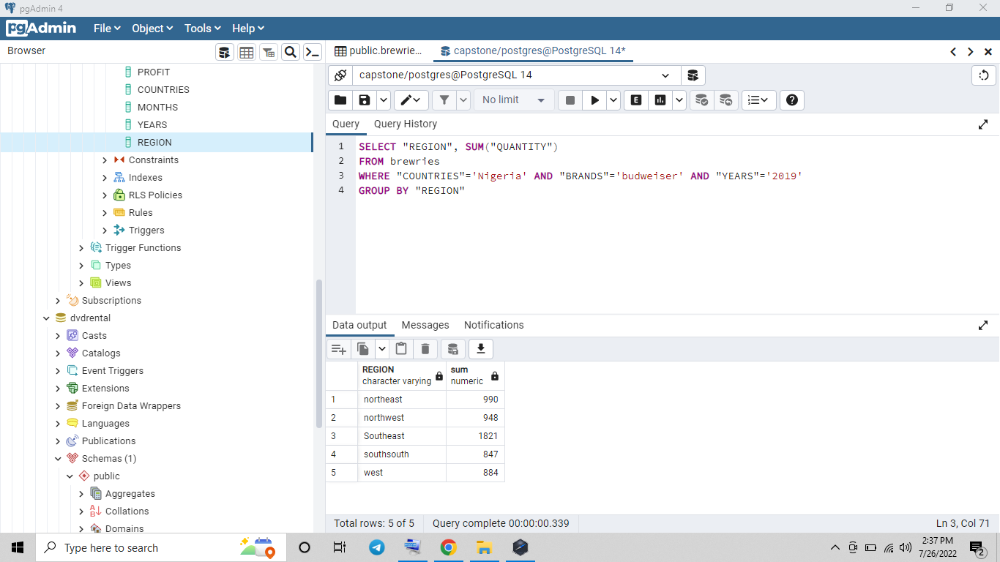 pgAdmin 4
pgAdmin
File Object Tools Help
Browser
PROFIT
COUNTRIES
MONTHS
YEARS
REGION
Constraints
Indexes
RLS Policies
Rules
Triggers
Trigger Functions
Types
Views
Subscriptions
dvdrental
Casts
Catalogs
Event Triggers
Extensions
Foreign Data Wrappers
Languages
Publications
Schemas (1)
public
Aggregates
Collations
Domains
public.brewrie... capstone/postgres@PostgreSQL 14*
capstone/postgres@PostgreSQL 14
No limit E
Query Query History
1 SELECT "REGION", SUM("QUANTITY")
2 FROM brewries
3 WHERE "COUNTRIES"='Nigeria' AND "BRANDS"='budweiser' AND "YEARS"='2019'
4 GROUP BY "REGION"
Data output Messages Notifications
REGION sum
character varying numeric
1 northeast 990
2 northwest 948
3 Southeast 1821
4 southsouth 847
5 west 884
Total rows: 5 of 5 Query complete 00:00:00.339 Ln 3, Col 71
Type here to search
2:37 PM
7/26/2022
2